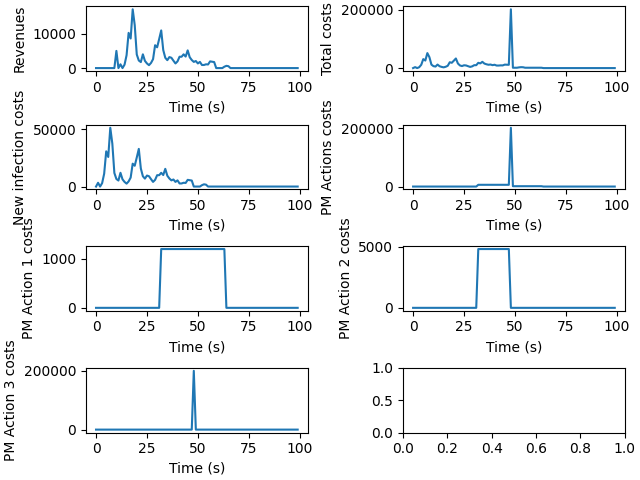 Revenues
10000
0
0 25 50 75 100
Time (s)
Total costs
200000
0
0 25 50 75 100
Time (s)
New infection costs
50000
0
0 25 50 75 100
Time (s)
PM Actions costs
200000
0
0 25 50 75 100
Time (s)
PM Action 1 costs
1000
0
0 25 50 75 100
Time (s)
PM Action 2 costs
5000
0
0 25 50 75 100
Time (s)
PM Action 3 costs
200000
0
0 25 50 75 100
Time (s)
1.0
0.5
0.0
0.0 0.2 0.4 0.6 0.8 1.0